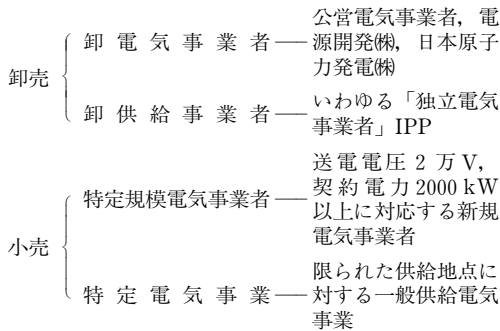 卸売
卸電気事業者――公営電気事業者，電
源開発㈱，日本原子
力発電㈱
卸供給事業者――いわゆる「独立電気
事業者」IPP
小売
特定規模電気事業者――送電電圧 2 万 V，
契約電力 2000 kW
以上に対応する新規
電気事業者
特定電気事業――限られた供給地点に
対する一般供給電気
事業